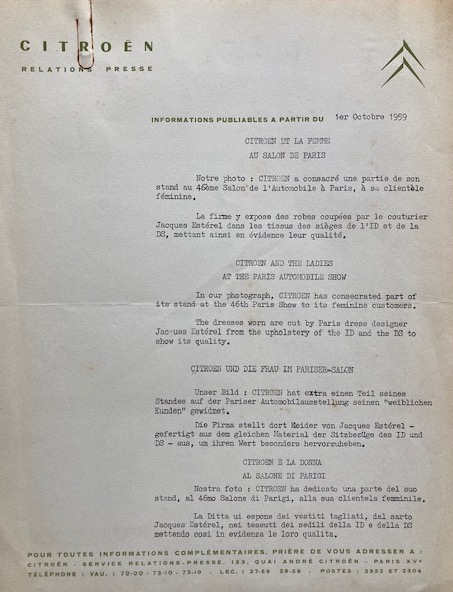 CITROËN
RELATIONS PRESSE
INFORMATIONS PUBLIABLES A PARTIR DU 1er Octobre 1959
CITROEN ET LA FEMME
AU SALON DE PARIS
Notre photo : CITROEN a consacré une partie de son
stand au 46ème Salon de l'Automobile à Paris, à sa clientèle
féminine.
La firme y expose des robes coupées par le couturier
Jacques Estérel dans les tissus des sièges de l'ID et de la
DS, mettant ainsi en évidence leur qualité.
CITROEN AND THE LADIES
AT THE PARIS AUTOMOBILE SHOW
In our photograph, CITROEN has consecrated part of
its stand at the 46th Paris Show to its feminine customers.
The dresses worn are cut by Paris dress designer
Jacques Esterel from the upholstery of the ID and the DS to
show its quality.
CITROEN UND DIE FRAU IM PARISER-SALON
Unser Bild : CITROEN hat extra einen Teil seines
Standes auf der Pariser Automobilausstellung seinen "weiblichen
Kunden" gewidmet.
Die Firma stellt dort Kleider von Jacques Estérel -
gefertigt aus dem gleichen Material der Sitzbezüge des ID und
DS - aus, um ihren Wert besonders hervorzuheben.
CITROEN E LA DONNA
AL SALONE DI PARIGI
Nostra foto : CITROEN ha dedicato una parte del suo
stand, al 46mo Salone di Parigi, alla sua clientela femminile.
La Ditta ui espone dei vestiti tagliati, dal sarto
Jacques Estérel, nei tessuti dei sedili della ID e della DS
mettendo cosi in evidenza le loro qualita.
POUR TOUTES INFORMATIONS COMPLÉMENTAIRES, PRIÈRE DE VOUS ADRESSER A :
CITROËN - SERVICE RELATIONS-PRESSE, 133, QUAI ANDRÉ CITROËN - PARIS XVe
TÉLÉPHONE : VAU. : 70-00 - 72-10 - 73-10 . LEC. : 27-59 29-59 . POSTES : 2932 ET 2304